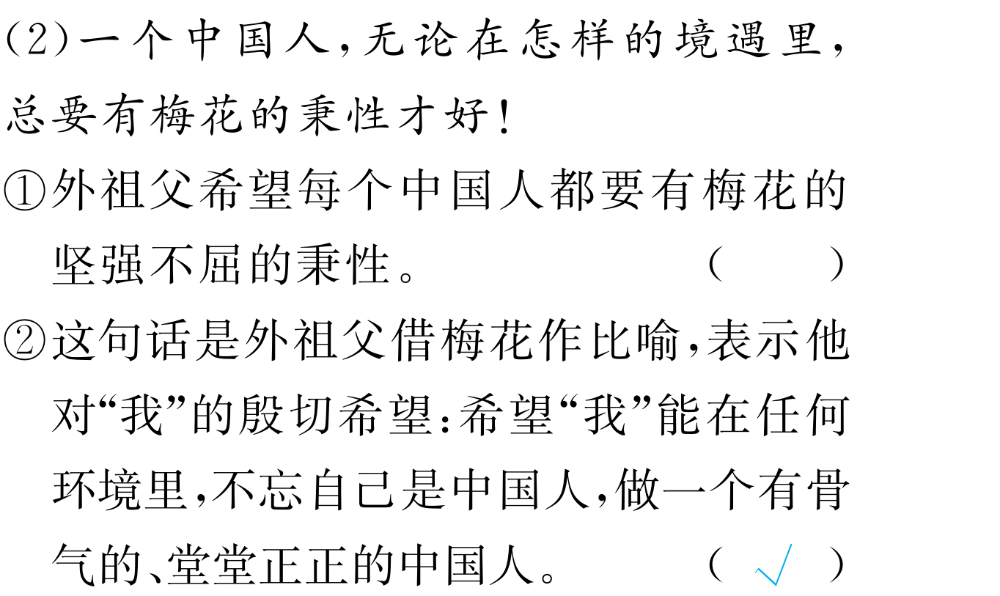 (2)一个中国人,无论在怎样的境遇里,
总要有梅花的秉性才好!
①外祖父希望每个中国人都要有梅花的
坚强不屈的秉性。 （ ）
②这句话是外祖父借梅花作比喻,表示他
对“我”的殷切希望:希望“我”能在任何
环境里,不忘自己是中国人,做一个有骨
气的、堂堂正正的中国人。 （ √ ）